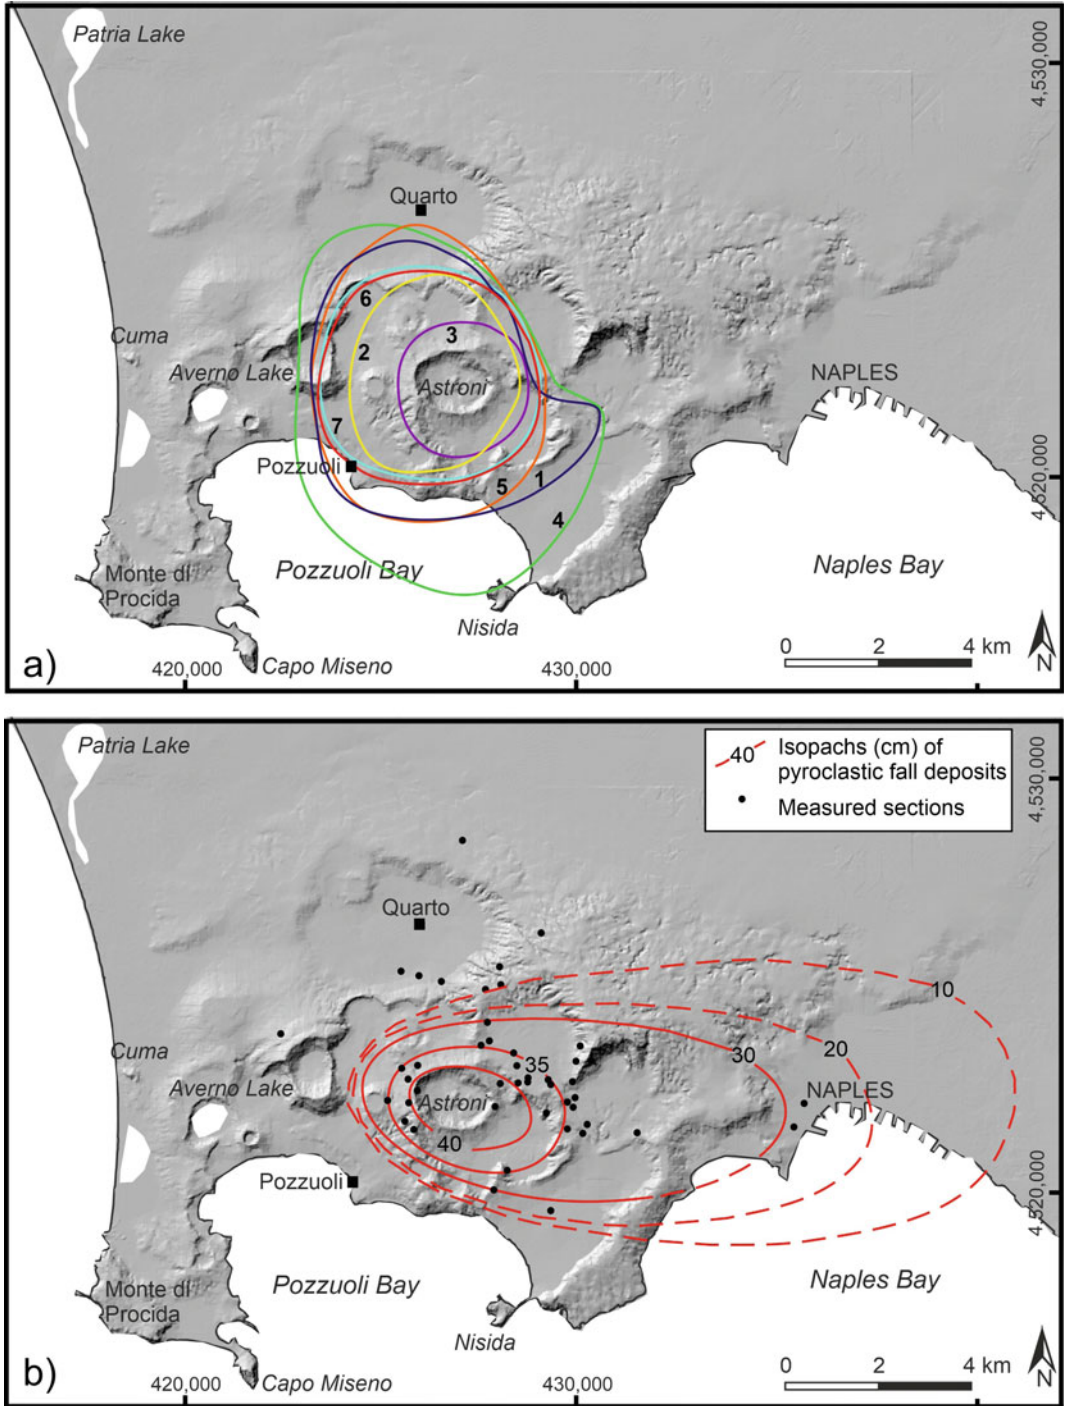 Patria Lake
4,530,000
Quarto
6
3
2
Cuma
Averno Lake
Astroni
NAPLES
7
Pozzuoli
5
1
4
4,520,000
Monte di
Procida
Pozzuoli Bay
Naples Bay
Nisida
0 2 4 km
N
a)
420,000
Capo Miseno
430,000
Patria Lake
40
Isopachs (cm) of
pyroclastic fall deposits
Measured sections
4,530,000
Quarto
10
Cuma
35
30
20
Averno Lake
Astroni
NAPLES
40
Pozzuoli
4,520,000
Monte di
Procida
Pozzuoli Bay
Naples Bay
Nisida
0 2 4 km
N
b)
420,000
Capo Miseno
430,000